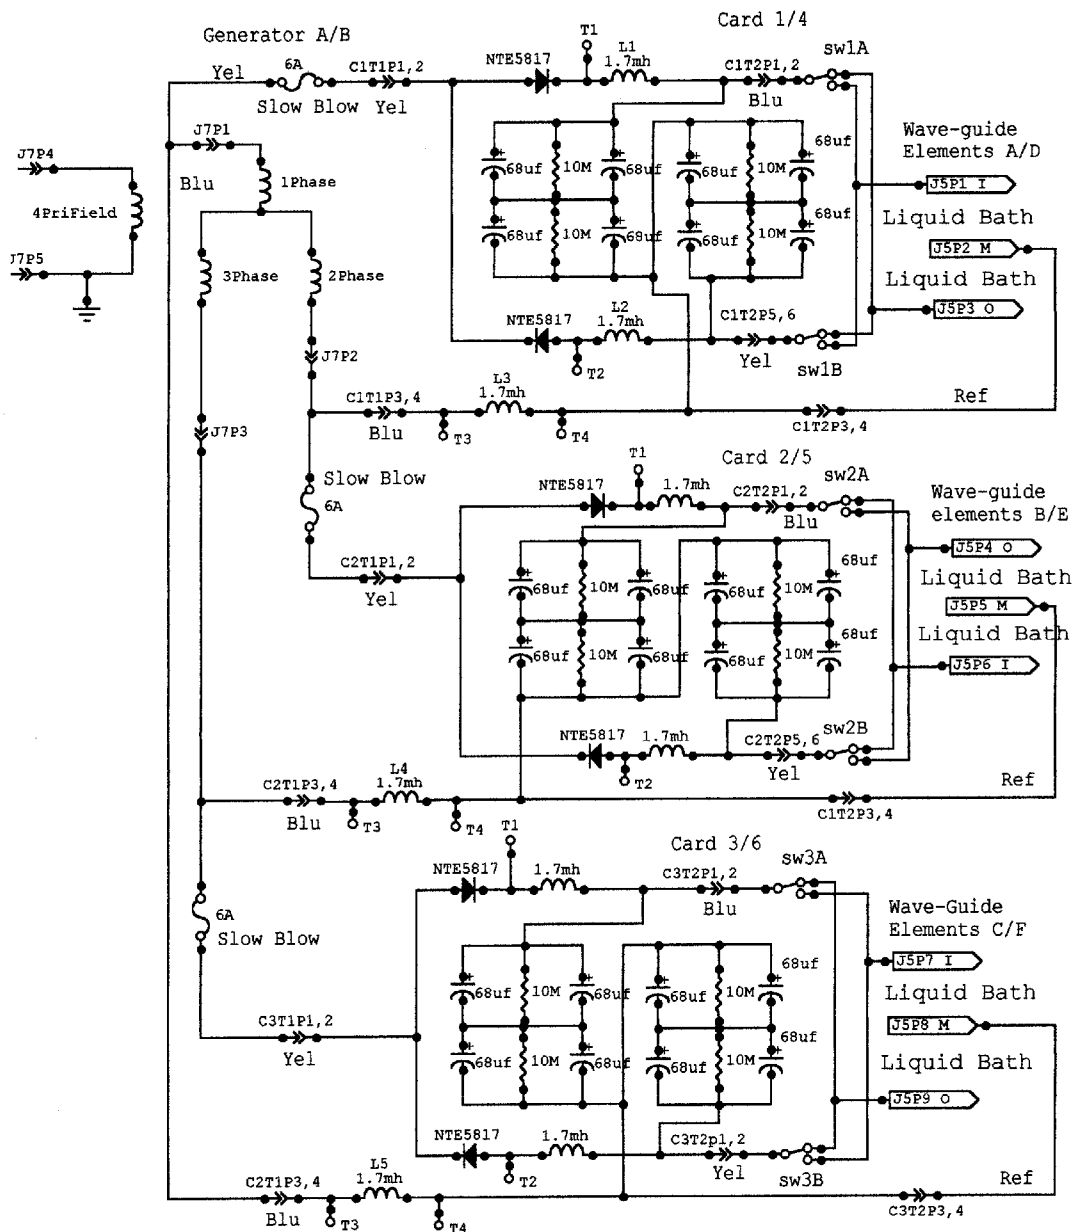 Card 1/4
Generator A/B
T1
L1
1.7mh
sw1A
NTE5817
6A
C1T1P1,2
C1T2P1,2
Yel
Slow Blow
Yel
Blu
J7P1
Wave-guide
Elements A/D
J7P4
Blu
1Phase
68uf
10M
68uf
68uf
10M
68uf
J5P1 I
4PriField
Liquid Bath
68uf
10M
68uf
68uf
10M
68uf
J5P2 M
J7P5
3Phase
2Phase
Liquid Bath
L2
1.7mh
C1T2P5,6
NTE5817
J5P3 O
J7P2
Yel
sw1B
T2
L3
1.7mh
C1T1P3,4
Ref
Blu
T3
T4
C1T2P3,4
J7P3
Slow Blow
6A
T1
Card 2/5
sw2A
NTE5817
1.7mh
C2T2P1,2
Blu
Wave-guide
elements B/E
J5P4 O
C2T1P1,2
Yel
68uf
10M
68uf
68uf
10M
68uf
Liquid Bath
J5P5 M
68uf
10M
68uf
68uf
10M
68uf
Liquid Bath
J5P6 I
NTE5817
1.7mh
C2T2P5,6
sw2B
T2
Yel
L4
1.7mh
C2T1P3,4
Ref
Blu
T3
T4
C1T2P3,4
T1
Card 3/6
sw3A
NTE5817
1.7mh
C3T2P1,2
Blu
6A
Slow Blow
Wave-Guide
Elements C/F
J5P7 I
68uf
10M
68uf
68uf
10M
68uf
Liquid Bath
C3T1P1,2
Yel
J5P8 M
68uf
10M
68uf
68uf
10M
68uf
Liquid Bath
J5P9 O
NTE5817
1.7mh
C3T2p1,2
T2
Yel
sw3B
L5
1.7mh
C2T1P3,4
Ref
Blu
T3
T4
C3T2P3,4